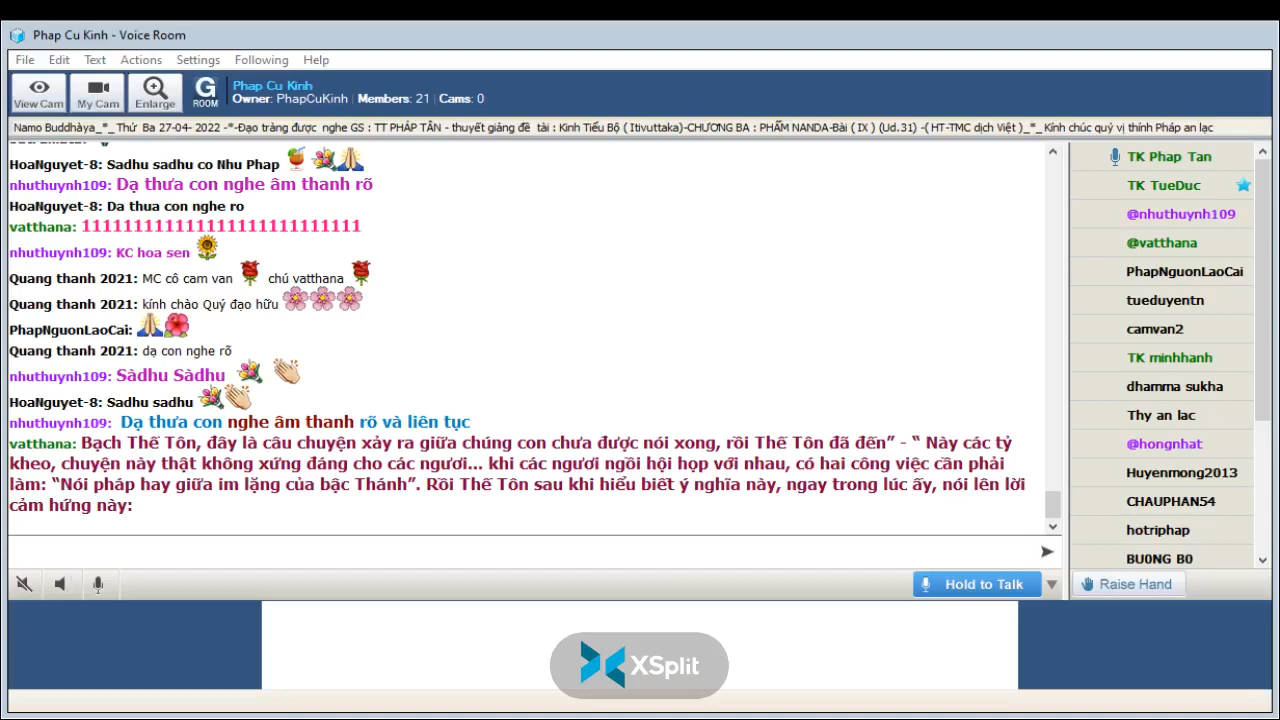 Phap Cu Kinh - Voice Room
File Edit Text Actions Settings Following Help
View Cam My Cam Enlarge G ROOM
Phap Cu Kinh
Owner: PhapCuKinh | Members: 21 | Cams: 0
Namo Buddhàya_*_ Thứ Ba 27-04- 2022 -*-Đạo tràng được nghe GS : TT PHÁP TÂN - thuyết giảng đề tài : Kinh Tiểu Bộ ( Itivuttaka)-CHƯƠNG BA : PHẨM NANDA-Bài ( IX ) (Ud.31) -( HT-TMC dịch Việt )_*_ Kính chúc quý vị thính Pháp an lạc
HoaNguyet-8: Sadhu sadhu co Nhu Phap
nhuthuynh109: Dạ thưa con nghe âm thanh rõ
HoaNguyet-8: Da thua con nghe ro
vatthana: 11111111111111111111111111111111
nhuthuynh109: KC hoa sen
Quang thanh 2021: MC cô cam van chú vatthana
Quang thanh 2021: kính chào Quý đạo hữu
PhapNguonLaoCai:
Quang thanh 2021: dạ con nghe rõ
nhuthuynh109: Sàdhu Sàdhu
HoaNguyet-8: Sadhu sadhu
nhuthuynh109: Dạ thưa con nghe âm thanh rõ và liên tục
vatthana: Bạch Thế Tôn, đây là câu chuyện xảy ra giữa chúng con chưa được nói xong, rồi Thế Tôn đã đến” - “ Này các tỷ
kheo, chuyện này thật không xứng đáng cho các ngươi... khi các ngươi ngồi hội họp với nhau, có hai công việc cần phải
làm: “Nói pháp hay giữa im lặng của bậc Thánh”. Rồi Thế Tôn sau khi hiểu biết ý nghĩa này, ngay trong lúc ấy, nói lên lời
cảm hứng này:
TK Phap Tan
TK TueDuc
@nhuthuynh109
@vatthana
PhapNguonLaoCai
tueduyentn
camvan2
TK minhhanh
dhamma sukha
Thy an lac
@hongnhat
Huyenmong2013
CHAUPHAN54
hotriphap
BU0NG B0
Hold to Talk
Raise Hand
XSplit